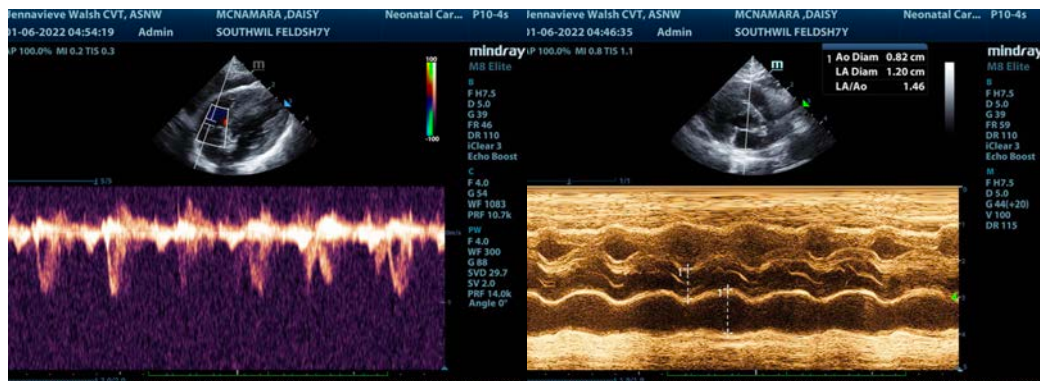 Jennavieve Walsh CVT, ASNW MCNAMARA ,DAISY Neonatal Car... P10-4s
01-06-2022 04:54:19 Admin SOUTHWIL FELDSH7Y
AP 100.0% MI 0.2 TIS 0.3
mindray
M8 Elite
m
100
-100
B
F H7.5
D 5.0
G 39
FR 46
DR 110
iClear 3
Echo Boost
C
F 4.0
G 54
WF 1083
PRF 10.7k
PW
F 4.0
WF 300
G 88
SVD 29.7
SV 2.0
PRF 14.0k
Angle 0°
Jennavieve Walsh CVT, ASNW MCNAMARA ,DAISY Neonatal Car... P10-4s
01-06-2022 04:46:35 Admin SOUTHWIL FELDSH7Y
AP 100.0% MI 0.8 TIS 1.1
1 Ao Diam 0.82 cm
LA Diam 1.20 cm
LA/Ao 1.46
mindray
M8 Elite
m
B
F H7.5
D 5.0
G 39
FR 59
DR 110
iClear 3
Echo Boost
1/1
M
F H7.5
D 5.0
G 44(+20)
V 100
DR 115